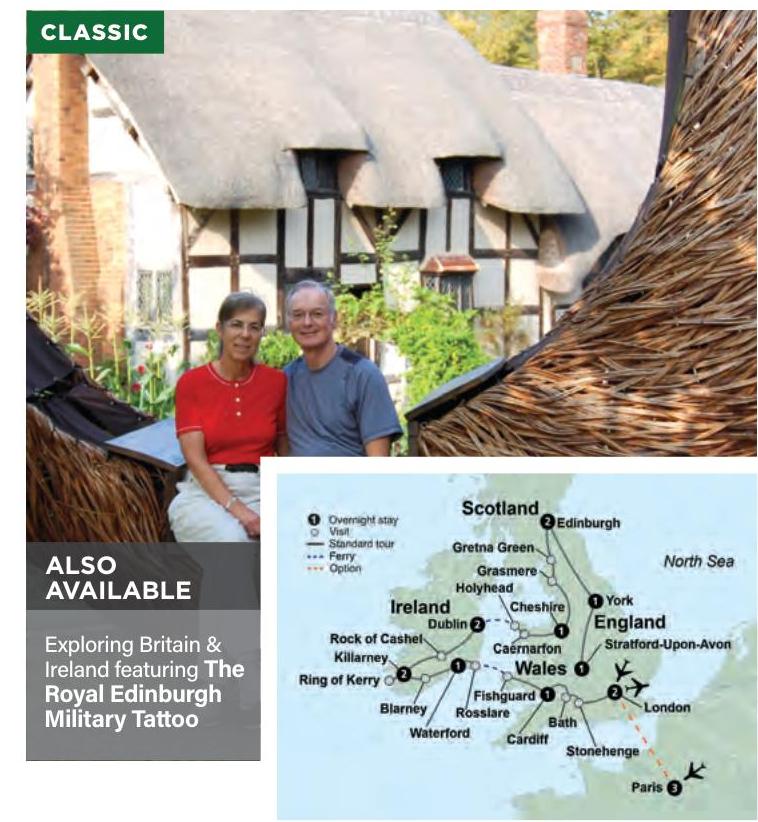 CLASSIC
ALSO
AVAILABLE
Exploring Britain &
Ireland featuring The
Royal Edinburgh
Military Tattoo
1 Overnight stay
Visit
Standard tour
Ferry
Option
Scotland
2 Edinburgh
North Sea
Gretna Green
Grasmere
Holyhead
Cheshire
1
1 York
Ireland
England
Dublin 2
Caernarfon
Stratford-Upon-Avon
1
Rock of Cashel
Killarney
2
1
Wales
Ring of Kerry
Fishguard
1
2
London
Blarney
Rosslare
Bath
Waterford
Cardiff
Stonehenge
Paris 3